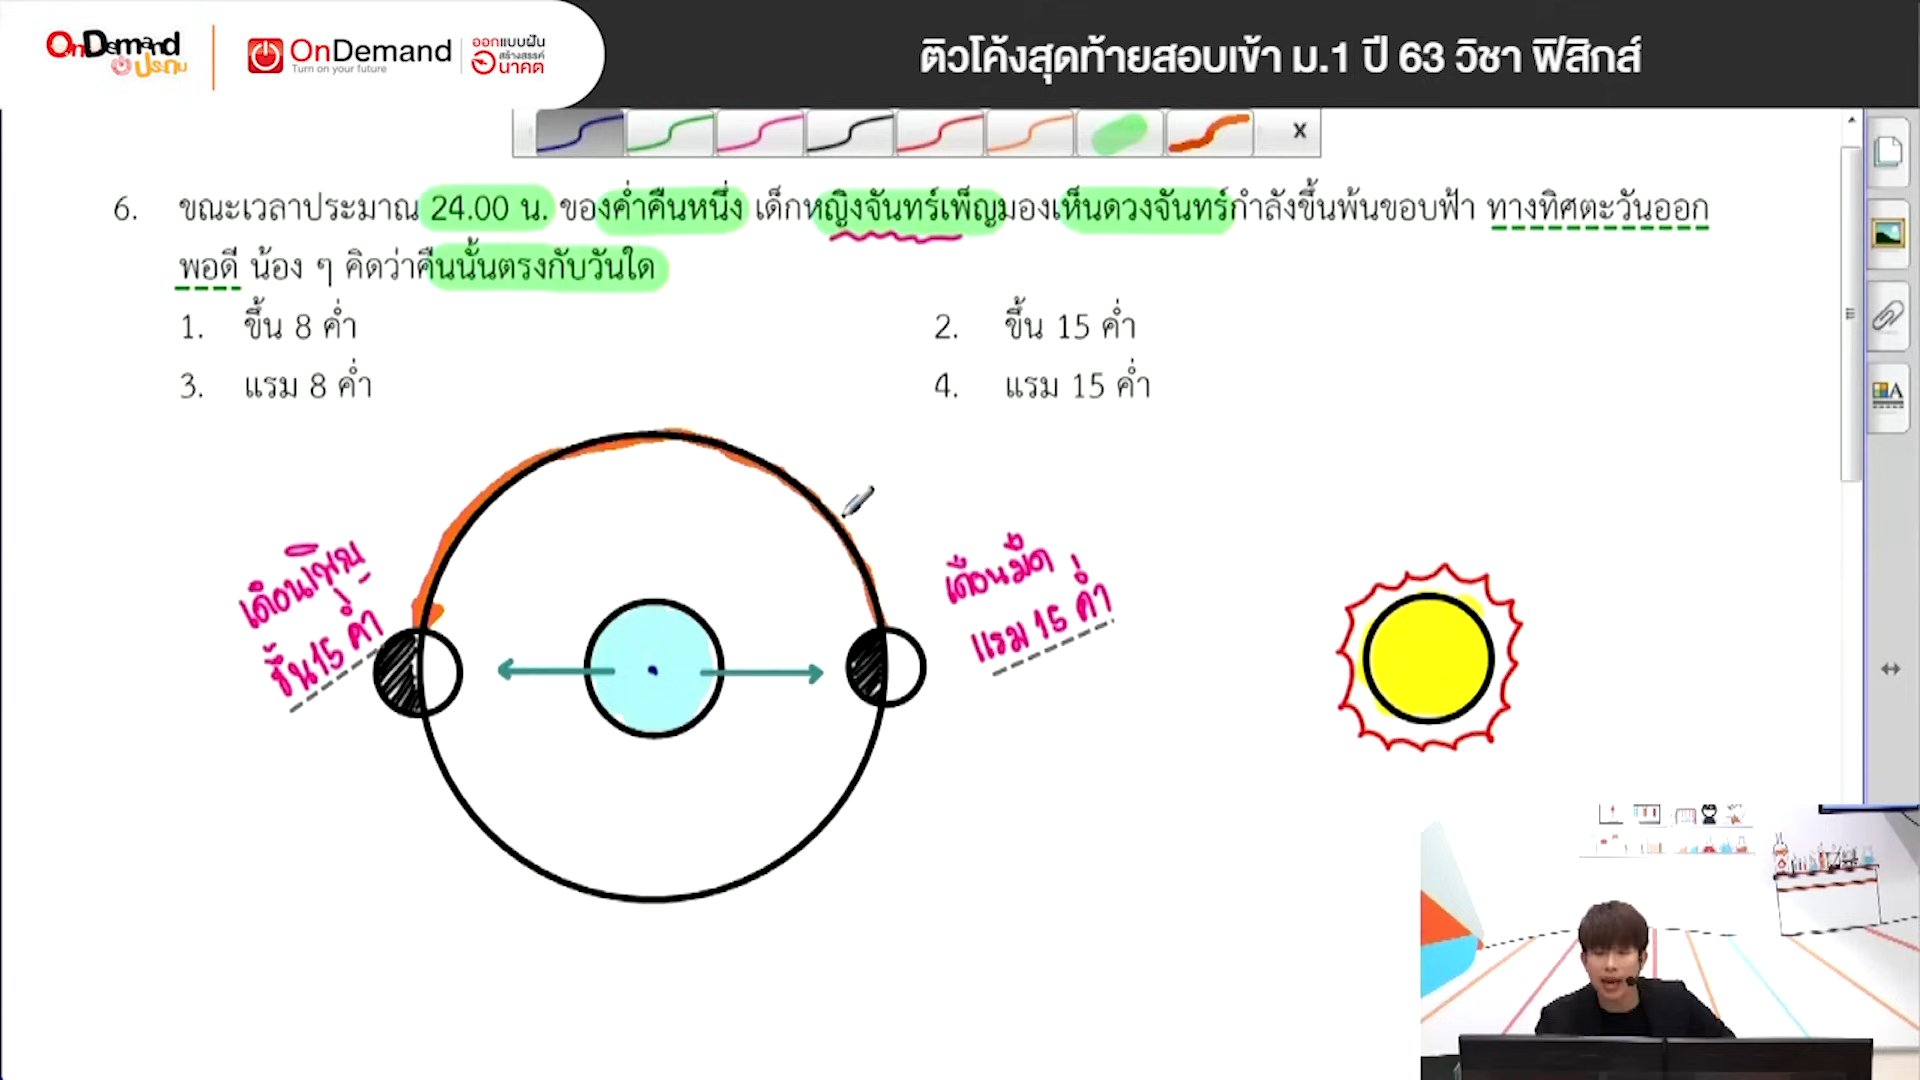 OnDemand ประถม
OnDemand
Turn on your future
ออกแบบฝัน
สร้างสรรค์
อนาคต
ติวโค้งสุดท้ายสอบเข้า ม.1 ปี 63 วิชา ฟิสิกส์
X
6. ขณะเวลาประมาณ 24.00 น. ของค่ำคืนหนึ่ง เด็กหญิงจันทร์เพ็ญมองเห็นดวงจันทร์กำลังขึ้นพ้นขอบฟ้า ทางทิศตะวันออก
พอดี น้อง ๆ คิดว่าคืนนั้นตรงกับวันใด
1. ขึ้น 8 ค่ำ
2. ขึ้น 15 ค่ำ
3. แรม 8 ค่ำ
4. แรม 15 ค่ำ
เดือนเพ็ญ
ขึ้น 15 ค่ำ
เดือนมืด
แรม 15 ค่ำ